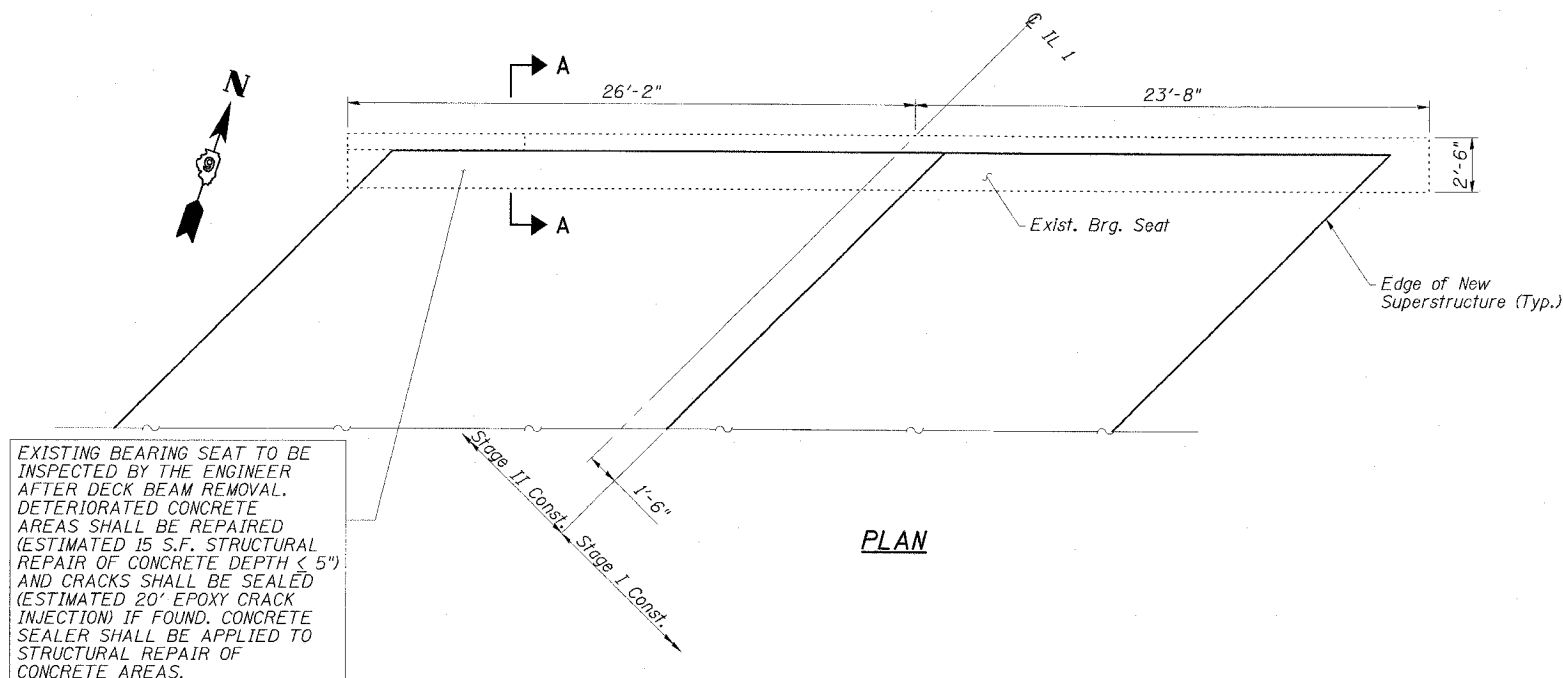 ℄ IL 1
A
26'-2"
23'-8"
N
2'-6"
A
Exist. Brg. Seat
Edge of New
Superstructure (Typ.)
EXISTING BEARING SEAT TO BE
INSPECTED BY THE ENGINEER
AFTER DECK BEAM REMOVAL.
DETERIORATED CONCRETE
AREAS SHALL BE REPAIRED
(ESTIMATED 15 S.F. STRUCTURAL
REPAIR OF CONCRETE DEPTH ≤ 5")
AND CRACKS SHALL BE SEALED
(ESTIMATED 20' EPOXY CRACK
INJECTION) IF FOUND. CONCRETE
SEALER SHALL BE APPLIED TO
STRUCTURAL REPAIR OF
CONCRETE AREAS.
Stage II Const.
Stage I Const.
1'-6"
PLAN